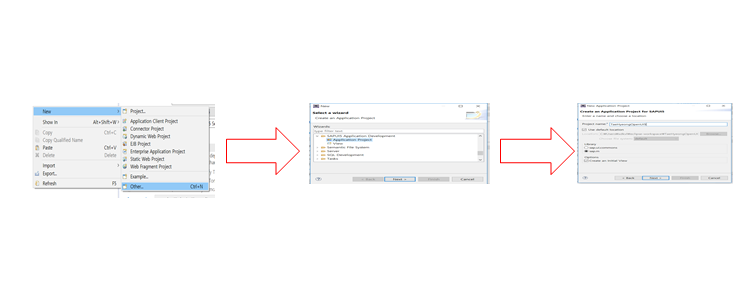 New
Show In Alt+Shift+W
Copy Ctrl+C
Copy Qualified Name
Paste Ctrl+V
Delete Delete
Import
Export...
Refresh F5
Project...
Application Client Project
Connector Project
Dynamic Web Project
EJB Project
Enterprise Application Project
Static Web Project
Web Fragment Project
Example...
Other... Ctrl+N
New
Select a wizard
Create an Application Project
Wizards:
type filter text
SAPUI5 Application Development
Application Project
View
Semantic File System
Server
Site Development
Tasks
< Back Next > Finish Cancel
New Application Project
Create an Application Project for SAPUI5
Enter a name and choose a location
Project name:
Use default location
Library
sap.m
Options
Create an Initial View
< Back Next > Finish Cancel